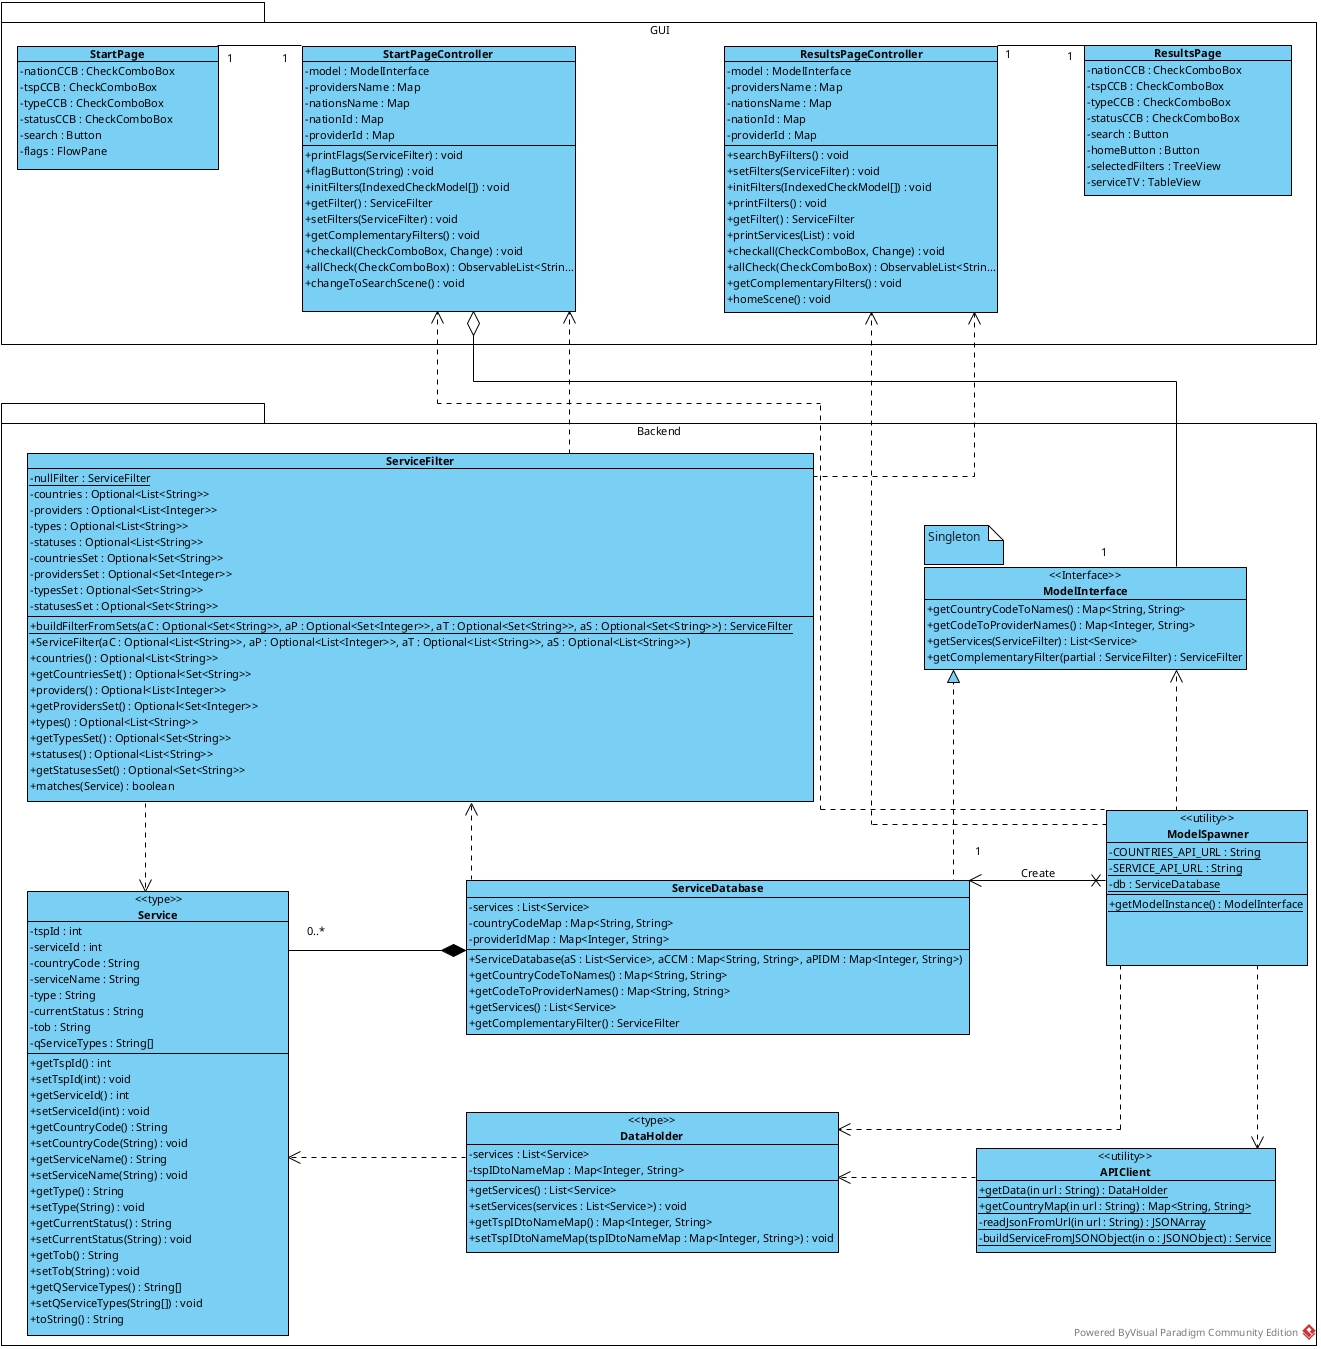 GUI
StartPage
-nationCCB : CheckComboBox
-tspCCB : CheckComboBox
-typeCCB : CheckComboBox
-statusCCB : CheckComboBox
-search : Button
-flags : FlowPane
1
1
StartPageController
-model : ModelInterface
-providersName : Map
-nationsName : Map
-nationId : Map
-providerId : Map
+printFlags(ServiceFilter) : void
+flagButton(String) : void
+initFilters(IndexedCheckModel[]) : void
+getFilter() : ServiceFilter
+setFilters(ServiceFilter) : void
+getComplementaryFilters() : void
+checkall(CheckComboBox, Change) : void
+allCheck(CheckComboBox) : ObservableList<Strin...
+changeToSearchScene() : void
ResultsPageController
-model : ModelInterface
-providersName : Map
-nationsName : Map
-nationId : Map
-providerId : Map
+searchByFilters() : void
+setFilters(ServiceFilter) : void
+initFilters(IndexedCheckModel[]) : void
+printFilters() : void
+getFilter() : ServiceFilter
+printServices(List) : void
+checkall(CheckComboBox, Change) : void
+allCheck(CheckComboBox) : ObservableList<Strin...
+getComplementaryFilters() : void
+homeScene() : void
1
1
ResultsPage
-nationCCB : CheckComboBox
-tspCCB : CheckComboBox
-typeCCB : CheckComboBox
-statusCCB : CheckComboBox
-search : Button
-homeButton : Button
-selectedFilters : TreeView
-serviceTV : TableView
Backend
ServiceFilter
-nullFilter : ServiceFilter
-countries : Optional<List<String>>
-providers : Optional<List<Integer>>
-types : Optional<List<String>>
-statuses : Optional<List<String>>
-countriesSet : Optional<Set<String>>
-providersSet : Optional<Set<Integer>>
-typesSet : Optional<Set<String>>
-statusesSet : Optional<Set<String>>
+buildFilterFromSets(aC : Optional<Set<String>>, aP : Optional<Set<Integer>>, aT : Optional<Set<String>>, aS : Optional<Set<String>>) : ServiceFilter
+ServiceFilter(aC : Optional<List<String>>, aP : Optional<List<Integer>>, aT : Optional<List<String>>, aS : Optional<List<String>>)
+countries() : Optional<List<String>>
+getCountriesSet() : Optional<Set<String>>
+providers() : Optional<List<Integer>>
+getProvidersSet() : Optional<Set<Integer>>
+types() : Optional<List<String>>
+getTypesSet() : Optional<Set<String>>
+statuses() : Optional<List<String>>
+getStatusesSet() : Optional<Set<String>>
+matches(Service) : boolean
Singleton
1
<<Interface>>
ModelInterface
+getCountryCodeToNames() : Map<String, String>
+getCodeToProviderNames() : Map<Integer, String>
+getServices(ServiceFilter) : List<Service>
+getComplementaryFilter(partial : ServiceFilter) : ServiceFilter
<<utility>>
ModelSpawner
-COUNTRIES_API_URL : String
-SERVICE_API_URL : String
-db : ServiceDatabase
+getModelInstance() : ModelInterface
1
Create
<<type>>
Service
-tspId : int
-serviceId : int
-countryCode : String
-serviceName : String
-type : String
-currentStatus : String
-tob : String
-qServiceTypes : String[]
+getTspId() : int
+setTspId(int) : void
+getServiceId() : int
+setServiceId(int) : void
+getCountryCode() : String
+setCountryCode(String) : void
+getServiceName() : String
+setServiceName(String) : void
+getType() : String
+setType(String) : void
+getCurrentStatus() : String
+setCurrentStatus(String) : void
+getTob() : String
+setTob(String) : void
+getQServiceTypes() : String[]
+setQServiceTypes(String[]) : void
+toString() : String
0..*
ServiceDatabase
-services : List<Service>
-countryCodeMap : Map<String, String>
-providerIdMap : Map<Integer, String>
+ServiceDatabase(aS : List<Service>, aCCM : Map<String, String>, aPIDM : Map<Integer, String>)
+getCountryCodeToNames() : Map<String, String>
+getCodeToProviderNames() : Map<String, String>
+getServices() : List<Service>
+getComplementaryFilter() : ServiceFilter
<<type>>
DataHolder
-services : List<Service>
-tspIDtoNameMap : Map<Integer, String>
+getServices() : List<Service>
+setServices(services : List<Service>) : void
+getTspIDtoNameMap() : Map<Integer, String>
+setTspIDtoNameMap(tspIDtoNameMap : Map<Integer, String>) : void
<<utility>>
APIClient
+getData(in url : String) : DataHolder
+getCountryMap(in url : String) : Map<String, String>
-readJsonFromUrl(in url : String) : JSONArray
-buildServiceFromJSONObject(in o : JSONObject) : Service
Powered ByVisual Paradigm Community Edition